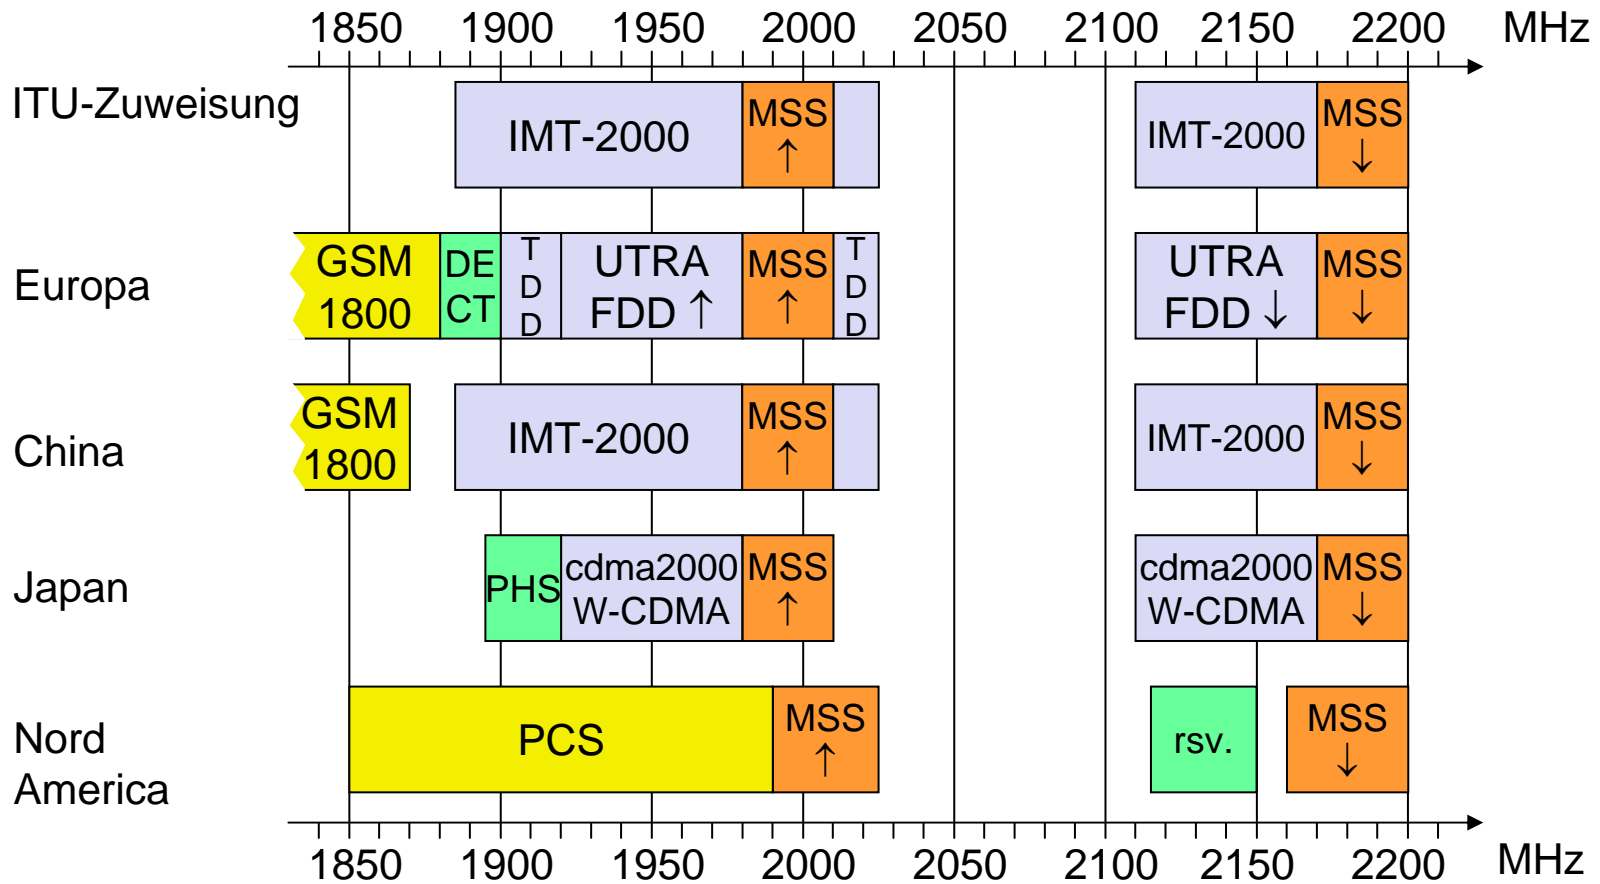 1850 1900 1950 2000 2050 2100 2150 2200 MHz
ITU-Zuweisung
IMT-2000
MSS
↑
IMT-2000
MSS
↓
Europa
GSM
1800
DE
CT
T
D
D
UTRA
FDD ↑
MSS
↑
T
D
D
UTRA
FDD ↓
MSS
↓
China
GSM
1800
IMT-2000
MSS
↑
IMT-2000
MSS
↓
Japan
PHS
cdma2000
W-CDMA
MSS
↑
cdma2000
W-CDMA
MSS
↓
Nord
America
PCS
MSS
↑
rsv.
MSS
↓
1850 1900 1950 2000 2050 2100 2150 2200 MHz